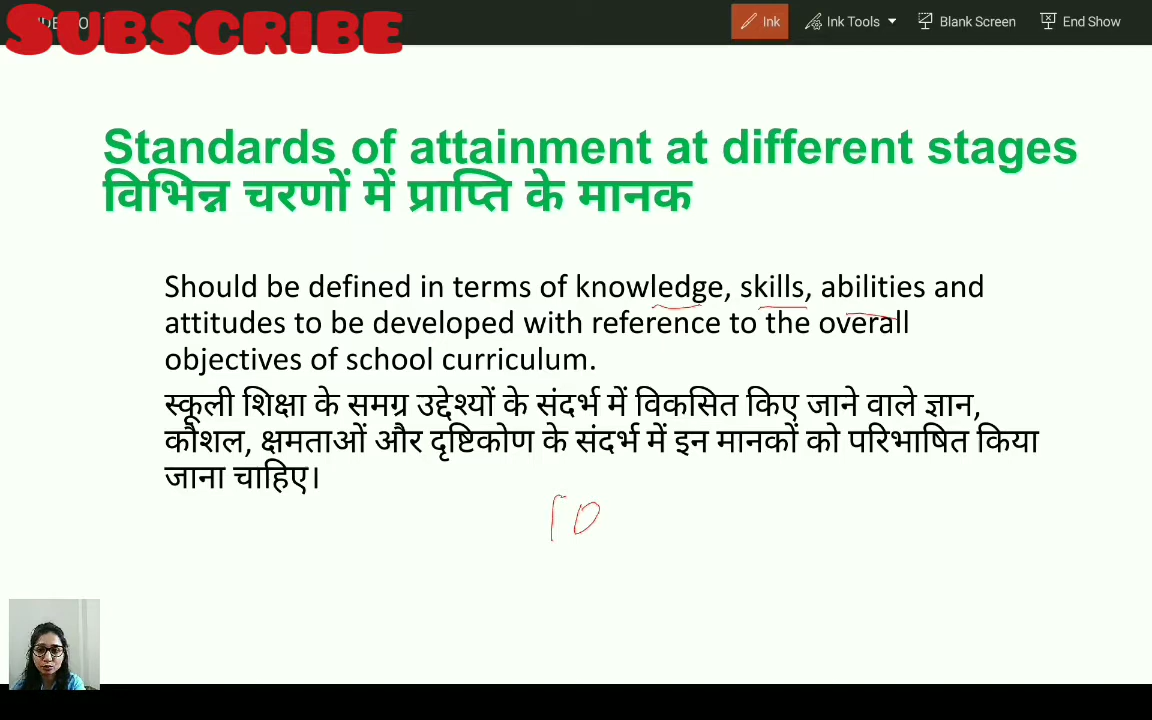 SUBSCRIBE
Ink
Ink Tools
Blank Screen
End Show
Standards of attainment at different stages
विभिन्न चरणों में प्राप्ति के मानक
Should be defined in terms of knowledge, skills, abilities and
attitudes to be developed with reference to the overall
objectives of school curriculum.
स्कूली शिक्षा के समग्र उद्देश्यों के संदर्भ में विकसित किए जाने वाले ज्ञान,
कौशल, क्षमताओं और दृष्टिकोण के संदर्भ में इन मानकों को परिभाषित किया
जाना चाहिए।